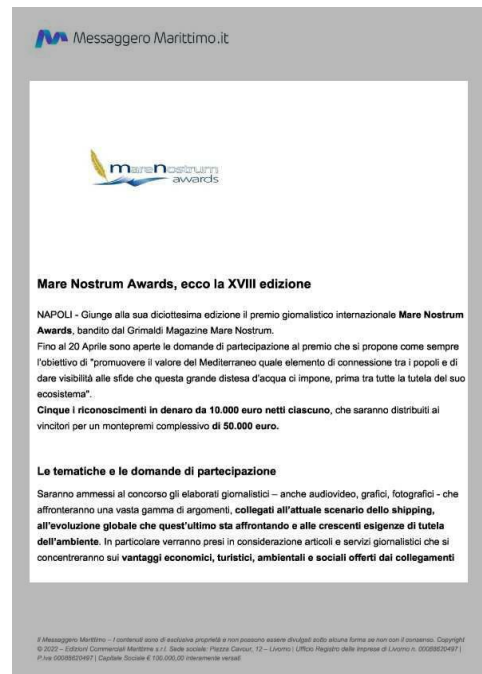 Messaggero Marittimo.it
mare nostrum
awards
Mare Nostrum Awards, ecco la XVIII edizione
NAPOLI - Giunge alla sua diciottesima edizione il premio giornalistico internazionale Mare Nostrum
Awards, bandito dal Grimaldi Magazine Mare Nostrum.
Fino al 20 Aprile sono aperte le domande di partecipazione al premio che si propone come sempre
l'obiettivo di "promuovere il valore del Mediterraneo quale elemento di connessione tra i popoli e di
dare visibilità alle sfide che questa grande distesa d'acqua ci impone, prima tra tutte la tutela del suo
ecosistema".
Cinque i riconoscimenti in denaro da 10.000 euro netti ciascuno, che saranno distribuiti ai
vincitori per un montepremi complessivo di 50.000 euro.
Le tematiche e le domande di partecipazione
Saranno ammessi al concorso gli elaborati giornalistici – anche audiovideo, grafici, fotografici - che
affronteranno una vasta gamma di argomenti, collegati all'attuale scenario dello shipping,
all'evoluzione globale che quest'ultimo sta affrontando e alle crescenti esigenze di tutela
dell'ambiente. In particolare verranno presi in considerazione articoli e servizi giornalistici che si
concentreranno sui vantaggi economici, turistici, ambientali e sociali offerti dai collegamenti
Il Messaggero Marittimo – I contenuti sono di esclusiva proprietà e non possono essere divulgati sotto alcuna forma se non con il consenso. Copyright
© 2022 – Edizioni Commerciali Marittime s.r.l. Sede sociale: Piazza Cavour, 12 – Livorno | Ufficio Registro delle Imprese di Livorno n. 00088620497 |
P.Iva 00088620497 | Capitale Sociale € 100.000,00 interamente versati.